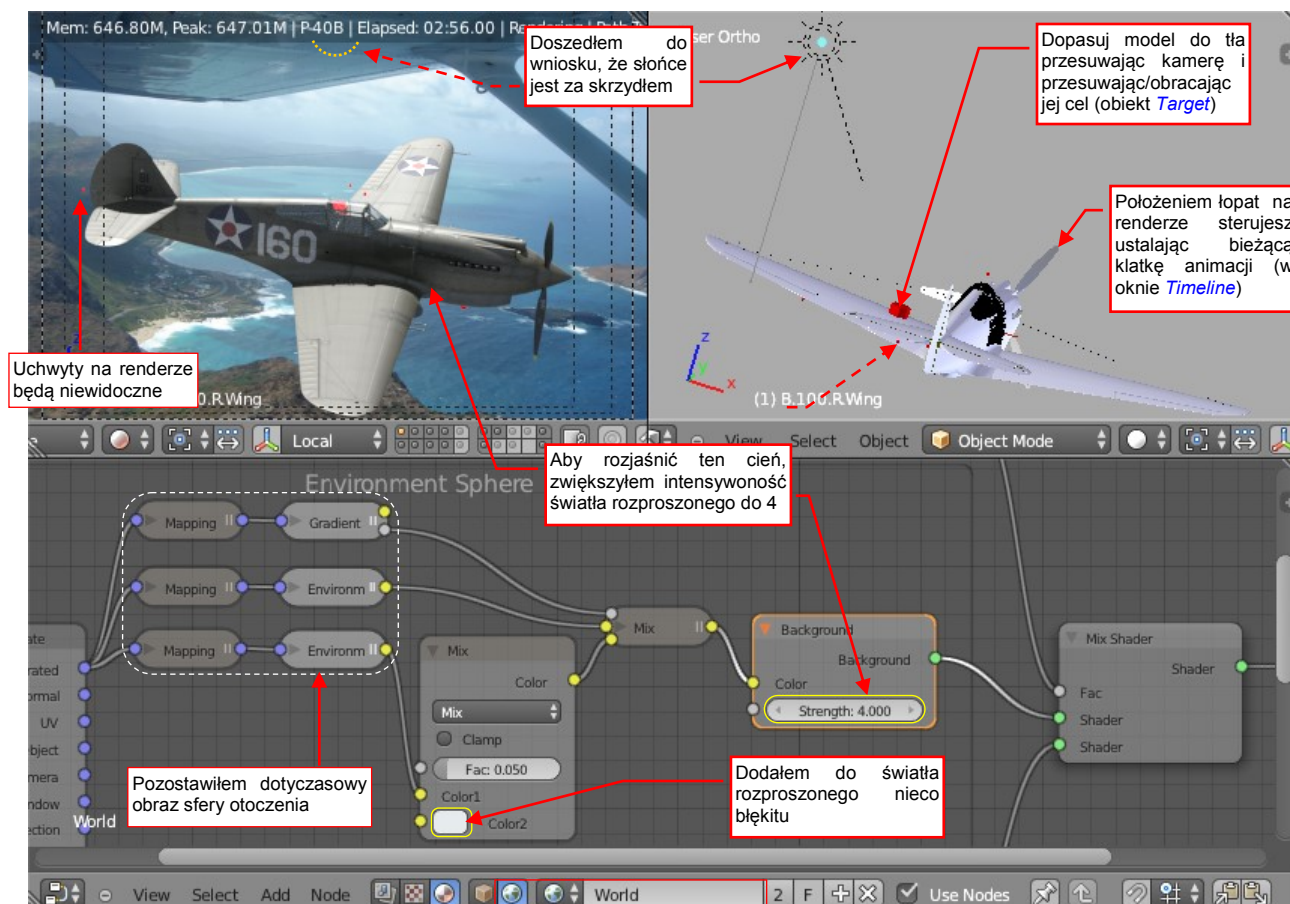 Mem: 646.80M, Peak: 647.01M | P-40B | Elapsed: 02:56.00 |
Doszedłem do
wniosku, że słońce
jest za skrzydłem
ser Ortho
Dopasuj model do tła
przesuwając kamerę i
przesuwając/obracając
jej cel (obiekt Target)
Położeniem łopat na
renderze sterujesz
ustalając bieżącą
klatkę animacji (w
oknie Timeline)
160
Uchwyty na renderze
będą niewidoczne
0.R.Wing
z
y
x
(1) B.100.R.Wing
Local
View Select Object Object Mode
Aby rozjaśnić ten cień,
zwiększyłem intensywoność
światła rozproszonego do 4
Environment Sphere
Mapping Gradient
Mapping Environm
Mapping Environm
Mix
Mix
Color
Mix
Clamp
Fac: 0.050
Color1
Color2
Background
Background
Color
Strength: 4.000
Mix Shader
Shader
Fac
Shader
Shader
ate
rated
ormal
UV
bject
mera
ndow
ection
World
Pozostawiłem dotyczasowy
obraz sfery otoczenia
Dodałem do światła
rozproszonego nieco
błękitu
View Select Add Node World 2 F Use Nodes